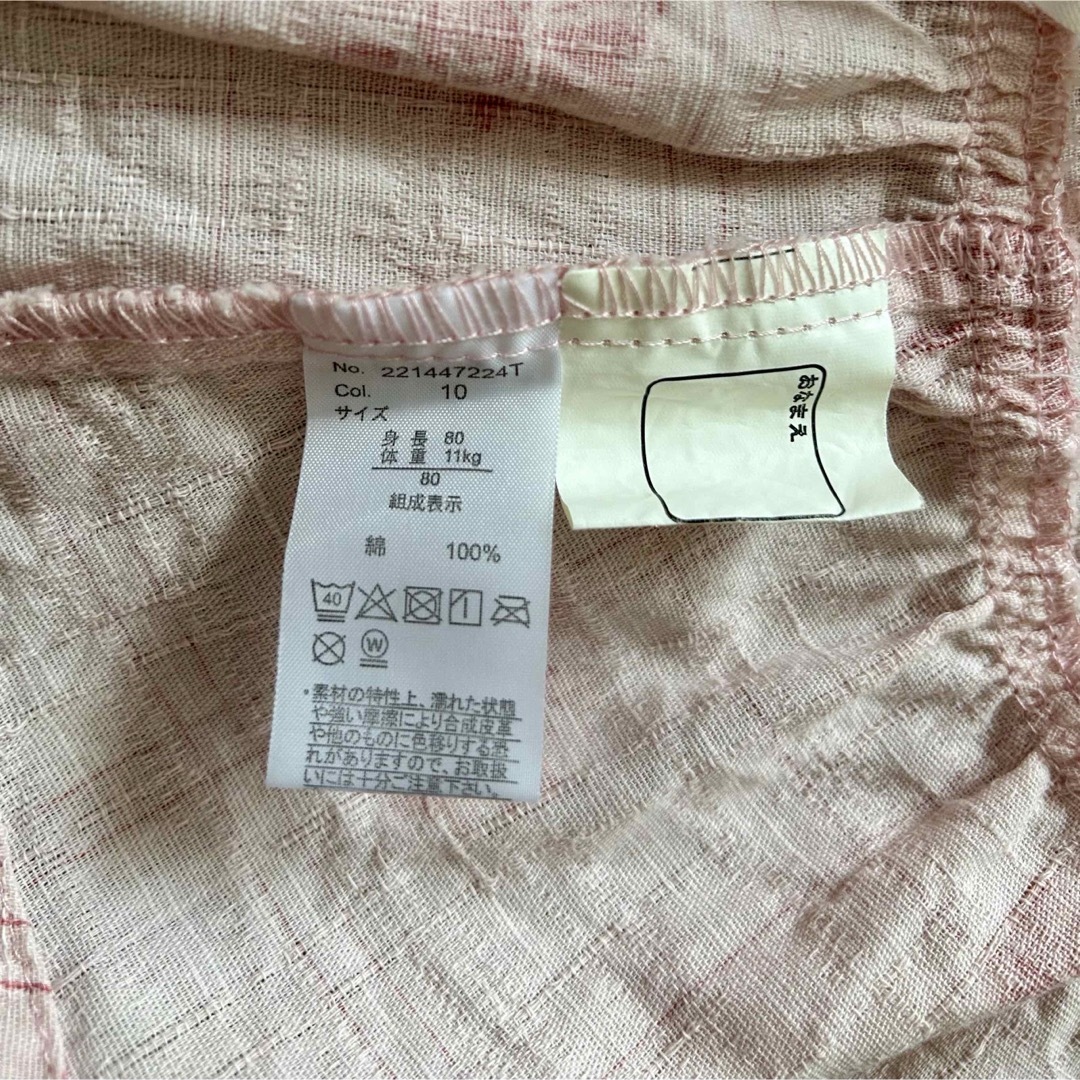 No. 221447224T
Col. 10
サイズ
身長 80
体重 11kg
80
組成表示
綿 100%
40
W
・素材の特性上、濡れた状態
や強い摩擦により合成皮革
や他のものに色移りする恐
れがありますので、お取扱
いには十分ご注意下さい。
おなまえ